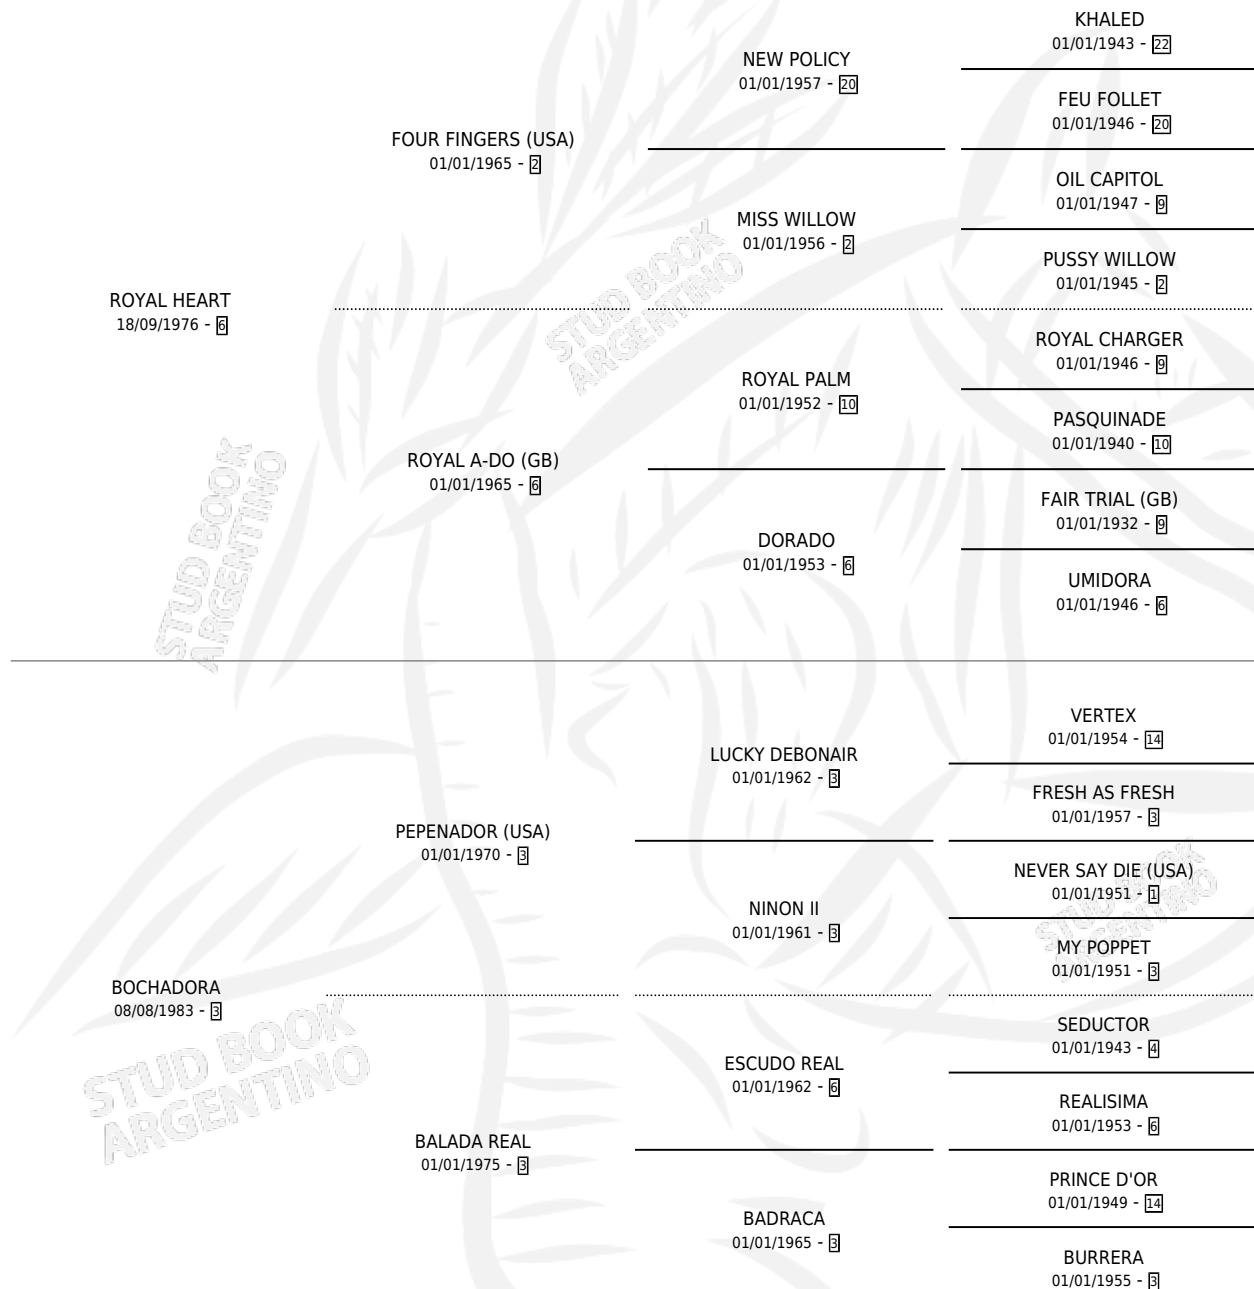 KHALED
01/01/1943 - 22
NEW POLICY
01/01/1957 - 20
FEU FOLLET
01/01/1946 - 20
FOUR FINGERS (USA)
01/01/1965 - 2
OIL CAPITOL
01/01/1947 - 9
MISS WILLOW
01/01/1956 - 2
PUSSY WILLOW
01/01/1945 - 2
ROYAL HEART
18/09/1976 - 6
ROYAL CHARGER
01/01/1946 - 9
ROYAL PALM
01/01/1952 - 10
PASQUINADE
01/01/1940 - 10
ROYAL A-DO (GB)
01/01/1965 - 6
FAIR TRIAL (GB)
01/01/1932 - 9
DORADO
01/01/1953 - 6
UMIDORA
01/01/1946 - 6
STUD BOOK
ARGENTINO
STUD BOOK
ARGENTINO
VERTEX
01/01/1954 - 14
LUCKY DEBONAIR
01/01/1962 - 3
FRESH AS FRESH
01/01/1957 - 3
PEPENADOR (USA)
01/01/1970 - 3
NEVER SAY DIE (USA)
01/01/1951 - 1
NINON II
01/01/1961 - 3
MY POPPET
01/01/1951 - 3
BOCHADORA
08/08/1983 - 3
SEDUCTOR
01/01/1943 - 4
ESCUDO REAL
01/01/1962 - 6
REALISIMA
01/01/1953 - 6
BALADA REAL
01/01/1975 - 3
PRINCE D'OR
01/01/1949 - 14
BADRACA
01/01/1965 - 3
BURRERA
01/01/1955 - 3
STUD BOOK
ARGENTINO
STUD BOOK
ARGENTINO